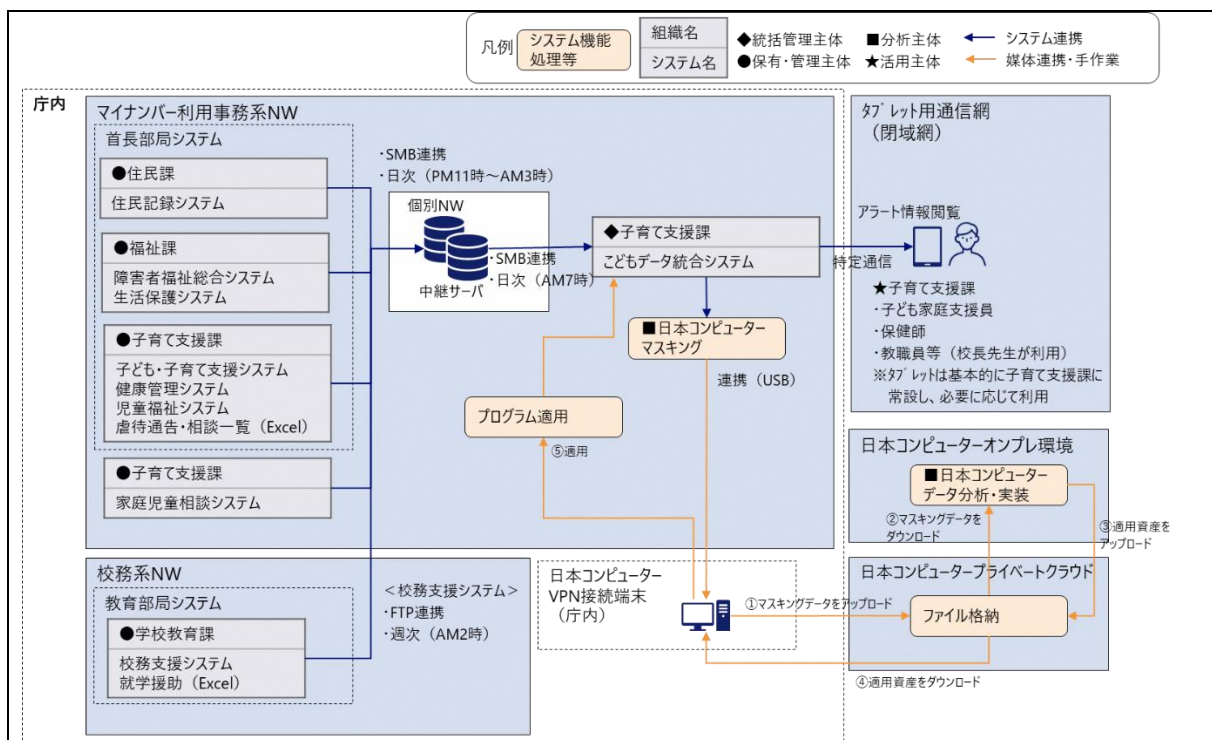 凡例
システム機能
処理等
組織名
システム名
◆統括管理主体
■分析主体
システム連携
●保有・管理主体
★活用主体
媒体連携・手作業
庁内
マイナンバー利用事務系NW
首長部局システム
●住民課
住民記録システム
●福祉課
障害者福祉総合システム
生活保護システム
●子育て支援課
子ども・子育て支援システム
健康管理システム
児童福祉システム
虐待通告・相談一覧（Excel）
●子育て支援課
家庭児童相談システム
・SMB連携
・日次（PM11時～AM3時）
個別NW
中継サーバ
・SMB連携
・日次（AM7時）
◆子育て支援課
こどもデータ統合システム
■日本コンピューター
マスキング
連携（USB）
プログラム適用
⑤適用
タブレット用通信網
（閉域網）
アラート情報閲覧
特定通信
★子育て支援課
・子ども家庭支援員
・保健師
・教職員等（校長先生が利用）
※タブレットは基本的に子育て支援課に
常設し、必要に応じて利用
日本コンピューターオンプレ環境
■日本コンピューター
データ分析・実装
②マスキングデータを
ダウンロード
③適用資産を
アップロード
日本コンピュータープライベートクラウド
ファイル格納
校務系NW
教育部局システム
●学校教育課
校務支援システム
就学援助（Excel）
＜校務支援システム＞
・FTP連携
・週次（AM2時）
日本コンピューター
VPN接続端末
（庁内）
①マスキングデータをアップロード
④適用資産をダウンロード